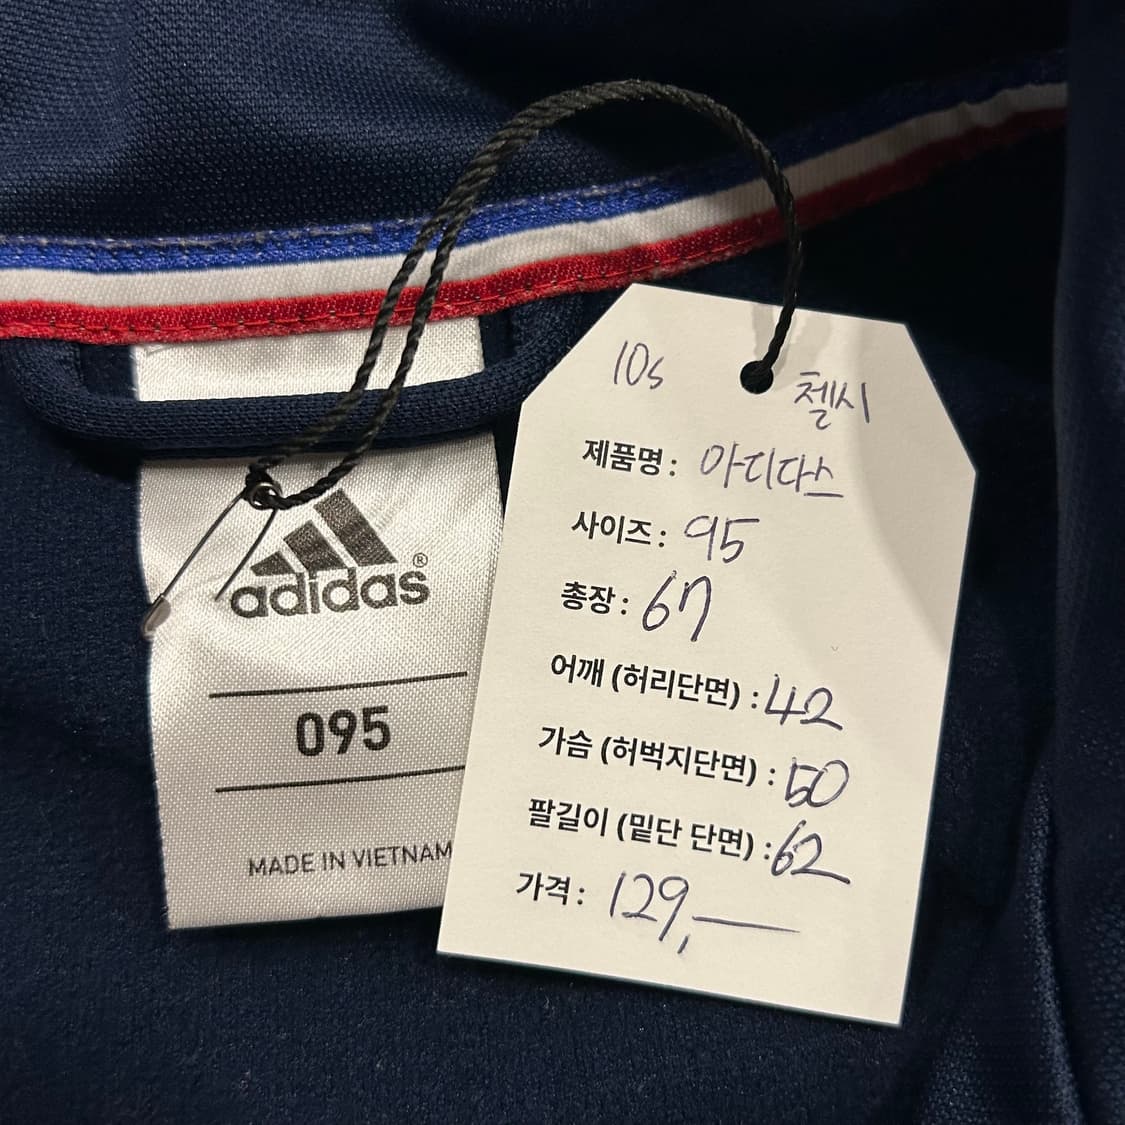 adidas®
095
MADE IN VIETNAM
10s
첼시
제품명 : 아디다스
사이즈 : 95
총장 : 67
어깨 (허리단면) : 42
가슴 (허벅지단면) : 50
팔길이 (밑단 단면) : 62
가격 : 129,—